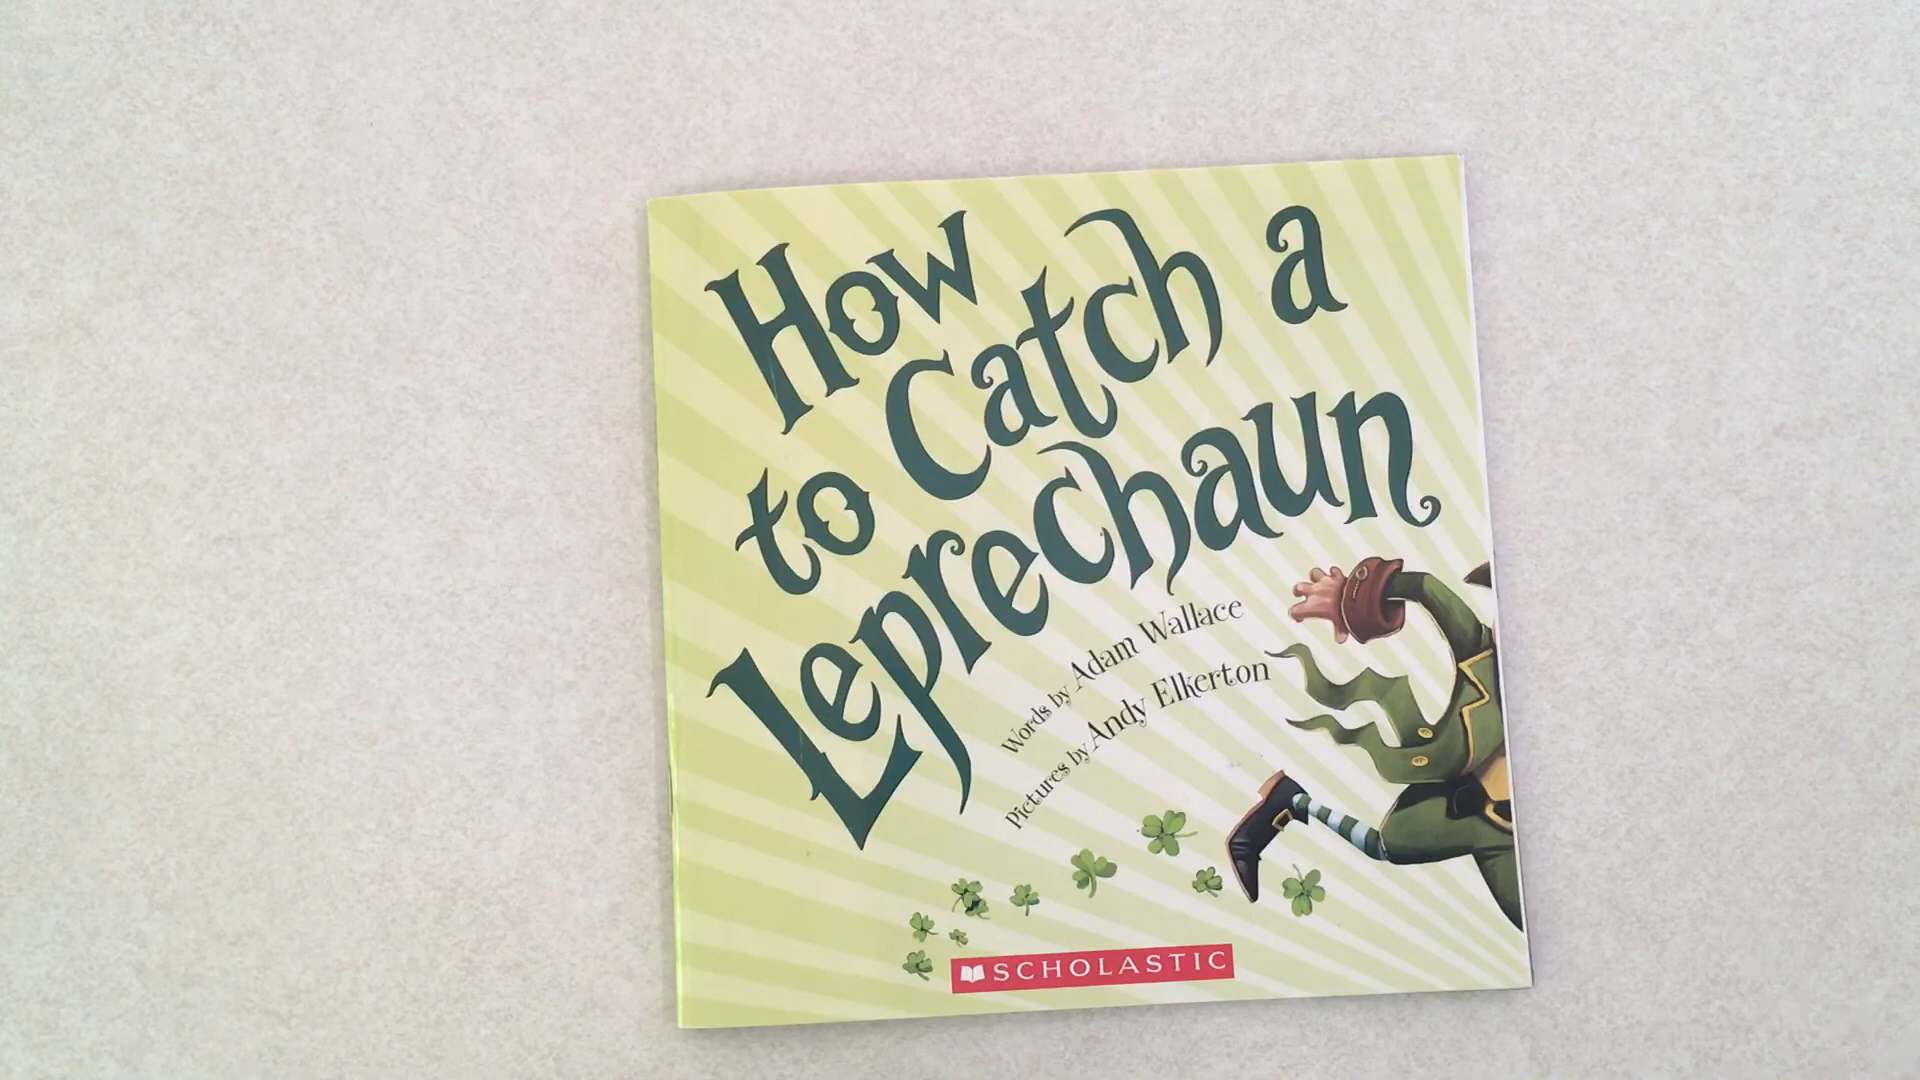 How
to Catch a
Leprechaun
Words by Adam Wallace
Pictures by Andy Elkerton
SCHOLASTIC